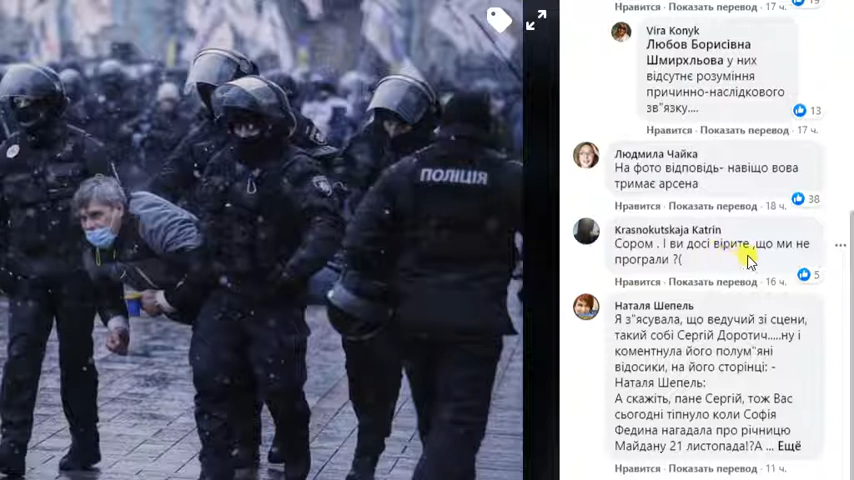 ПОЛІЦІЯ
Нравится · Показать перевод · 17 ч.
19
Vira Konyk
Любов Борисівна
Шмирхльова у них
відсутнє розуміння
причинно-наслідкового
зв"язку....
13
Нравится · Показать перевод · 17 ч.
Людмила Чайка
На фото відповідь- навіщо вова
тримає арсена
38
Нравится · Показать перевод · 18 ч.
Krasnokutskaja Katrin
Сором . І ви досі вірите ,що ми не
програли ?(
5
Нравится · Показать перевод · 16 ч.
Наталя Шепель
Я з"ясувала, що ведучий зі сцени,
такий собі Сергій Доротич.....ну і
коментнула його полум"яні
відосики, на його сторінці: -
Наталя Шепель:
А скажіть, пане Сергій, тож Вас
сьогодні тіпнуло коли Софія
Федина нагадала про річницю
Майдану 21 листопада!?А ... Ещё
Нравится · Показать перевод · 11 ч.